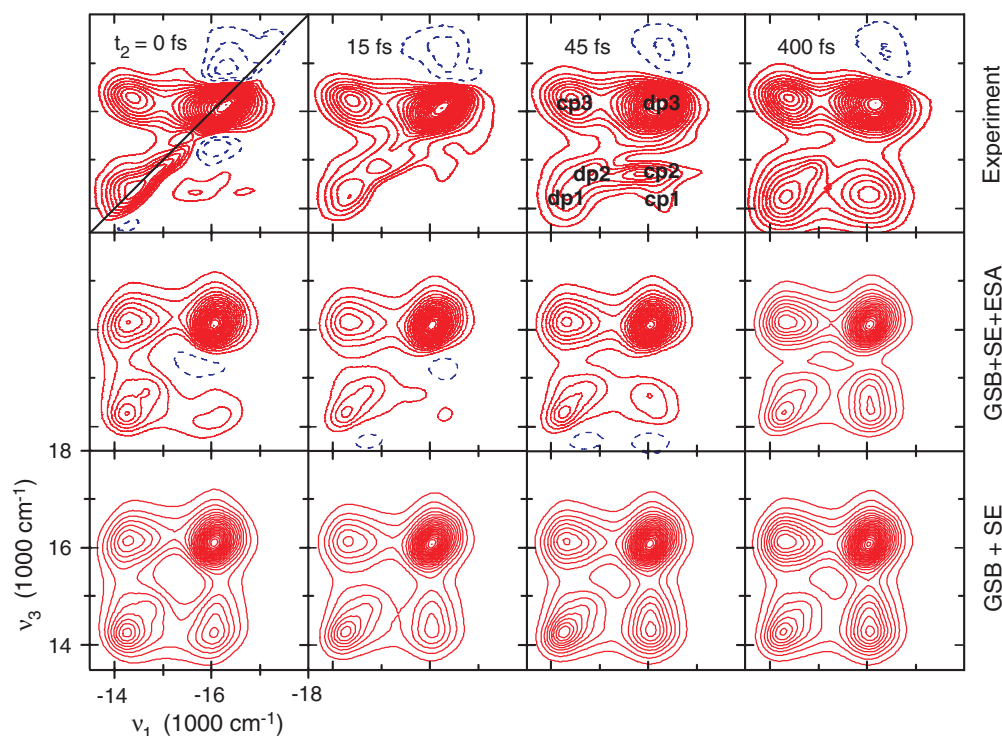 t2 = 0 fs
15 fs
45 fs
400 fs
Experiment
cp3
dp3
dp2
cp2
dp1
cp1
GSB+SE+ESA
GSB + SE
18
16
14
ν3 (1000 cm-1)
-14
-16
-18
ν1 (1000 cm-1)